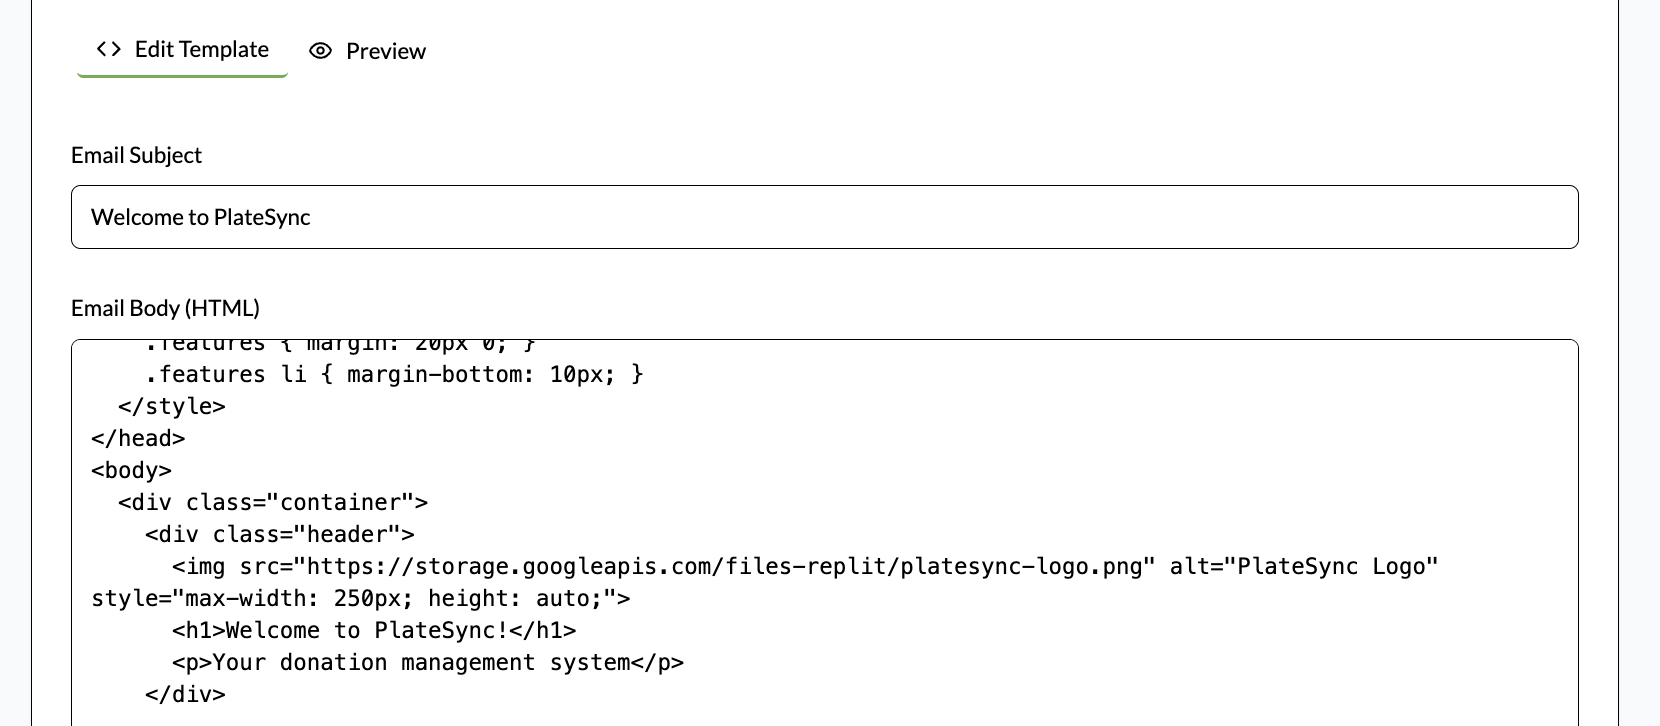 <> Edit Template
Preview
Email Subject
Welcome to PlateSync
Email Body (HTML)
.features { margin: 20px 0; }
.features li { margin-bottom: 10px; }
</style>
</head>
<body>
<div class="container">
<div class="header">
<img src="https://storage.googleapis.com/files-replit/platesync-logo.png" alt="PlateSync Logo"
style="max-width: 250px; height: auto;">
<h1>Welcome to PlateSync!</h1>
<p>Your donation management system</p>
</div>